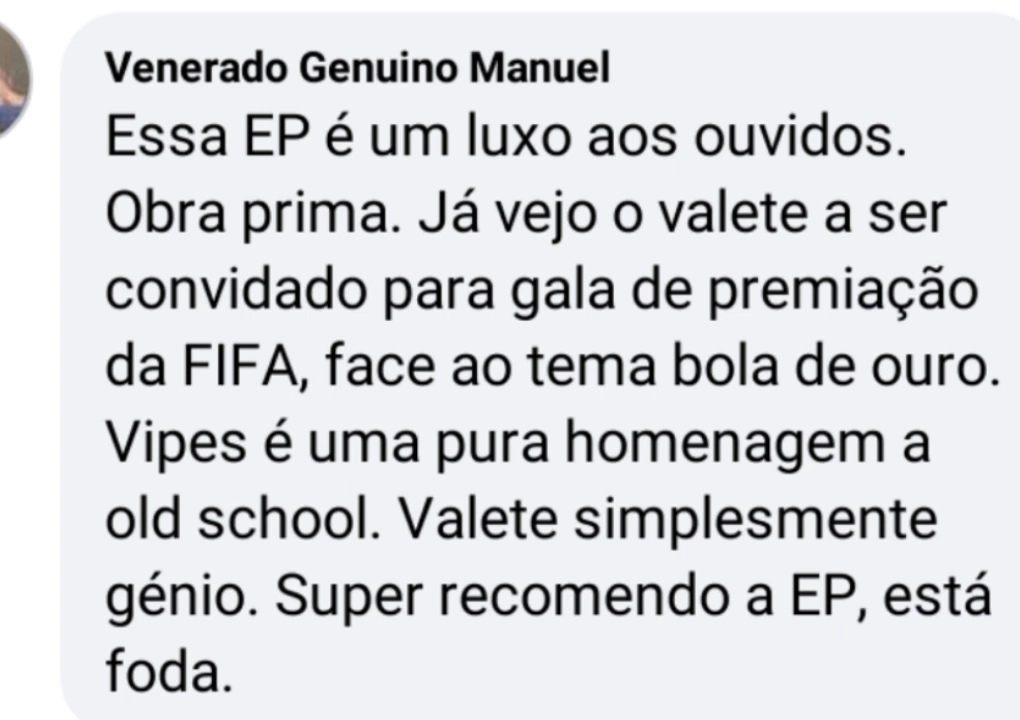 Venerado Genuino Manuel
Essa EP é um luxo aos ouvidos.
Obra prima. Já vejo o valete a ser
convidado para gala de premiação
da FIFA, face ao tema bola de ouro.
Vipes é uma pura homenagem a
old school. Valete simplesmente
génio. Super recomendo a EP, está
foda.